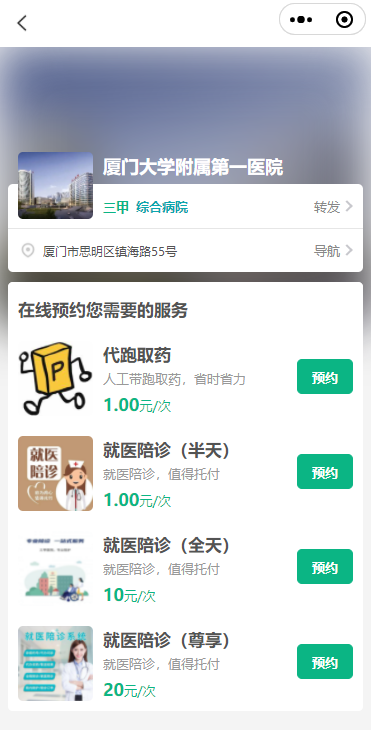 厦门大学附属第一医院
三甲 综合病院
转发
厦门市思明区镇海路55号
导航
在线预约您需要的服务
P
代跑取药
人工带跑取药，省时省力
1.00元/次
预约
就医
陪诊
就医陪诊（半天）
就医陪诊，值得托付
1.00元/次
预约
就医陪诊（全天）
就医陪诊，值得托付
10元/次
预约
就医陪诊系统
就医陪诊（尊享）
就医陪诊，值得托付
20元/次
预约